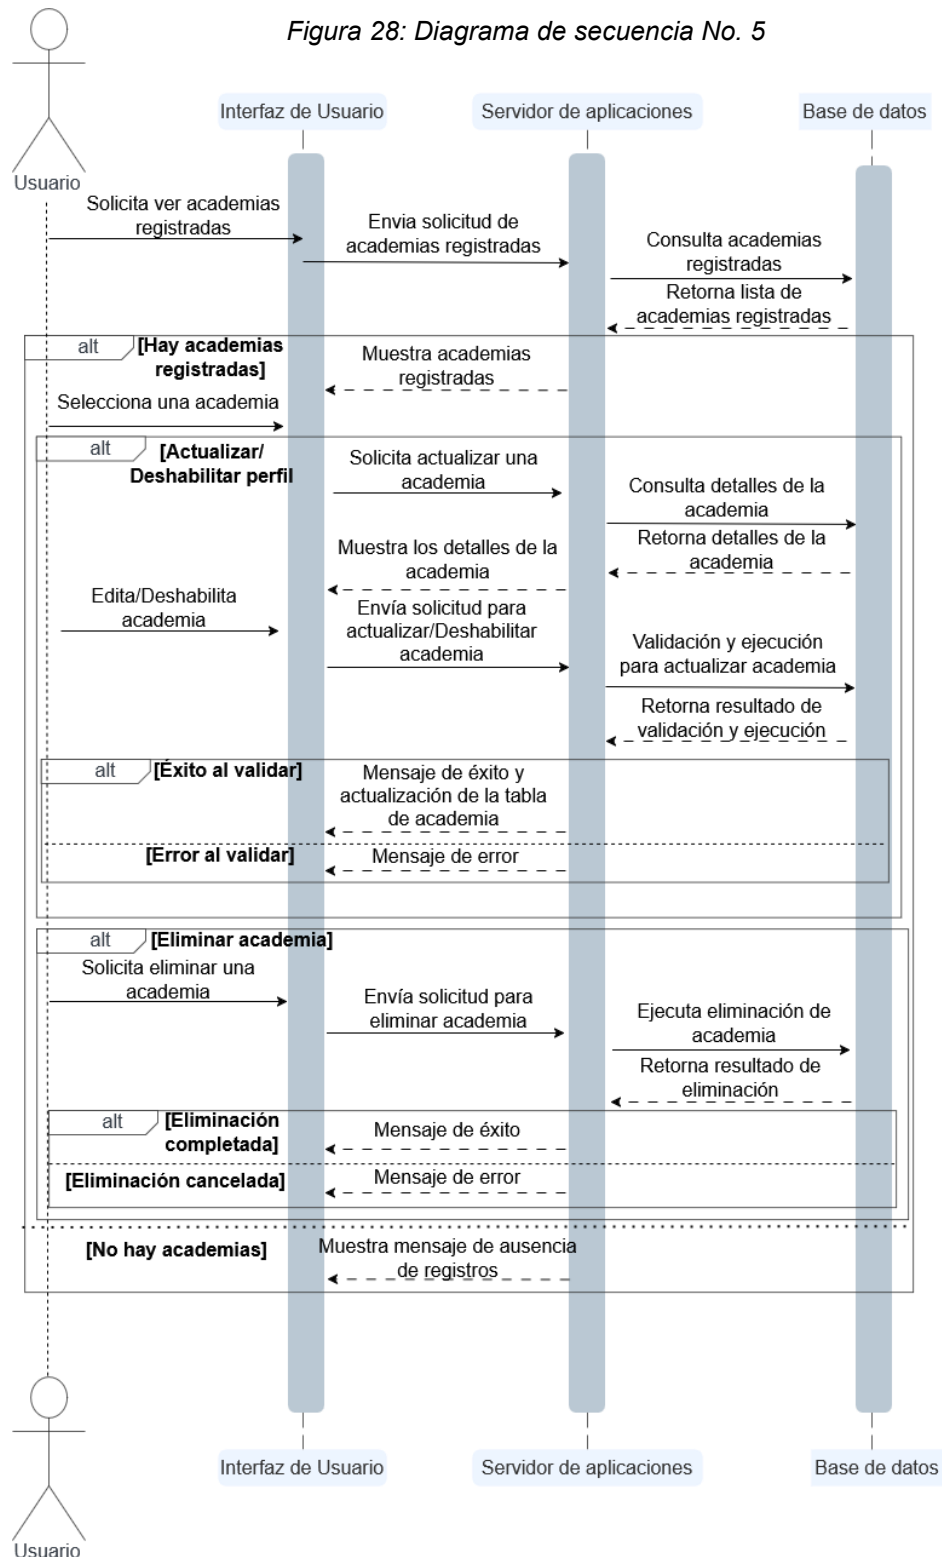 Figura 28: Diagrama de secuencia No. 5
Interfaz de Usuario
Servidor de aplicaciones
Base de datos
Usuario
Solicita ver academias
registradas
Envia solicitud de
academias registradas
Consulta academias
registradas
Retorna lista de
academias registradas
alt
[Hay academias
registradas]
Muestra academias
registradas
Selecciona una academia
alt
[Actualizar/
Deshabilitar perfil
Solicita actualizar una
academia
Consulta detalles de la
academia
Retorna detalles de la
academia
Muestra los detalles de la
academia
Edita/Deshabilita
academia
Envía solicitud para
actualizar/Deshabilitar
academia
Validación y ejecución
para actualizar academia
Retorna resultado de
validación y ejecución
alt
[Éxito al validar]
Mensaje de éxito y
actualización de la tabla
de academia
[Error al validar]
Mensaje de error
alt
[Eliminar academia]
Solicita eliminar una
academia
Envía solicitud para
eliminar academia
Ejecuta eliminación de
academia
Retorna resultado de
eliminación
alt
[Eliminación
completada]
Mensaje de éxito
[Eliminación cancelada]
Mensaje de error
[No hay academias]
Muestra mensaje de ausencia
de registros
Interfaz de Usuario
Servidor de aplicaciones
Base de datos
Usuario